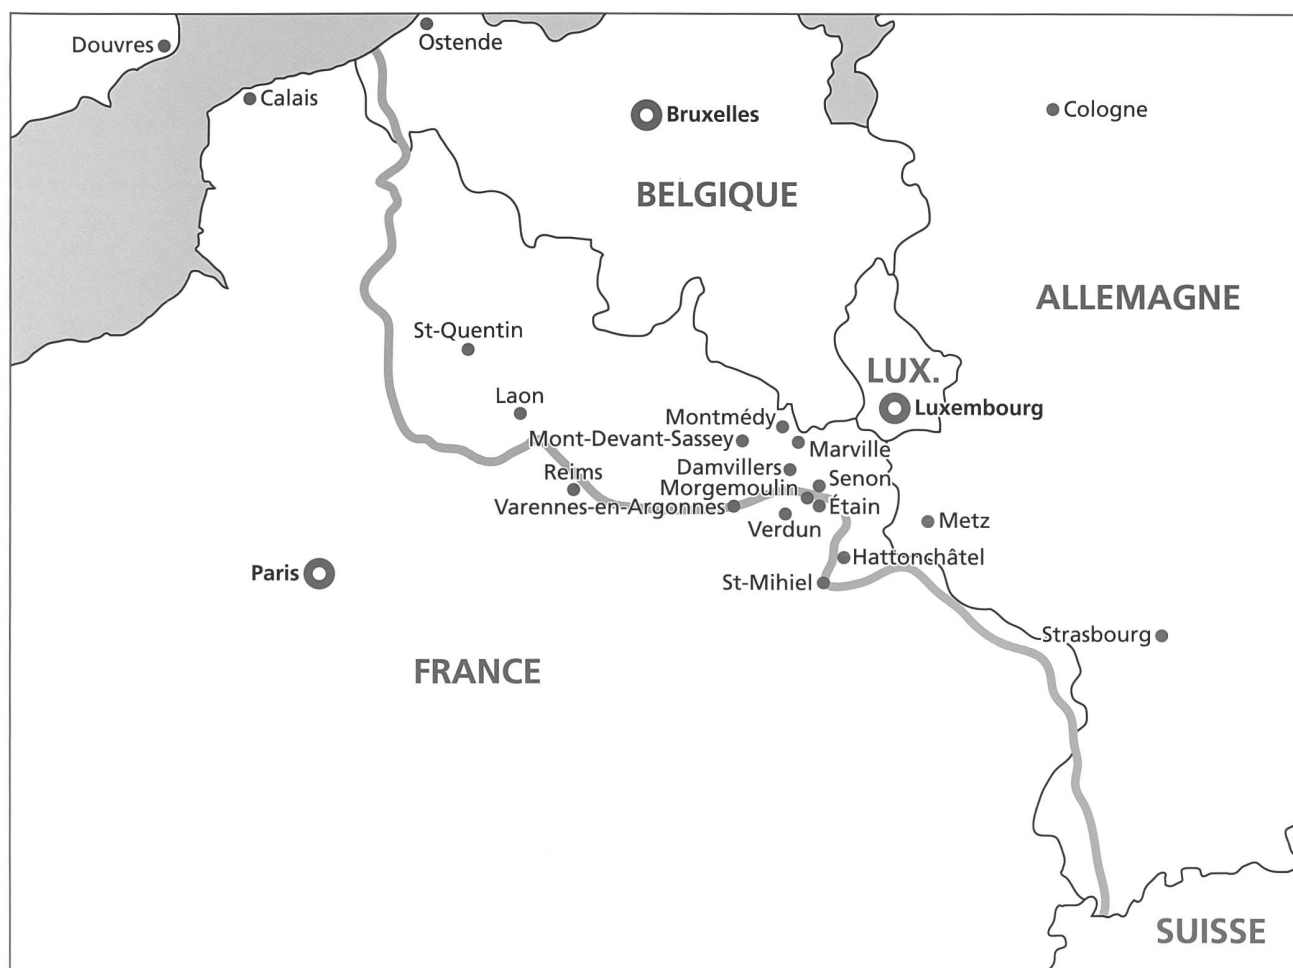 Douvres
Ostende
Calais
Bruxelles
Cologne
BELGIQUE
ALLEMAGNE
St-Quentin
LUX.
Laon
Luxembourg
Montmédy
Mont-Devant-Sassey
Marville
Damvillers
Reims
Senon
Morgemoulin
Varennes-en-Argonnes
Étain
Verdun
Metz
Hattonchâtel
Paris
St-Mihiel
Strasbourg
FRANCE
SUISSE